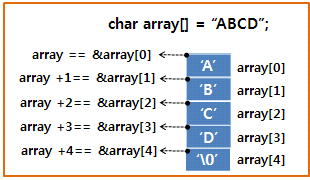 char array[] = “ABCD”;
array == &array[0] ‘A’ array[0]
array +1== &array[1] ‘B’ array[1]
array +2== &array[2] ‘C’ array[2]
array +3== &array[3] ‘D’ array[3]
array +4== &array[4] ‘\0’ array[4]